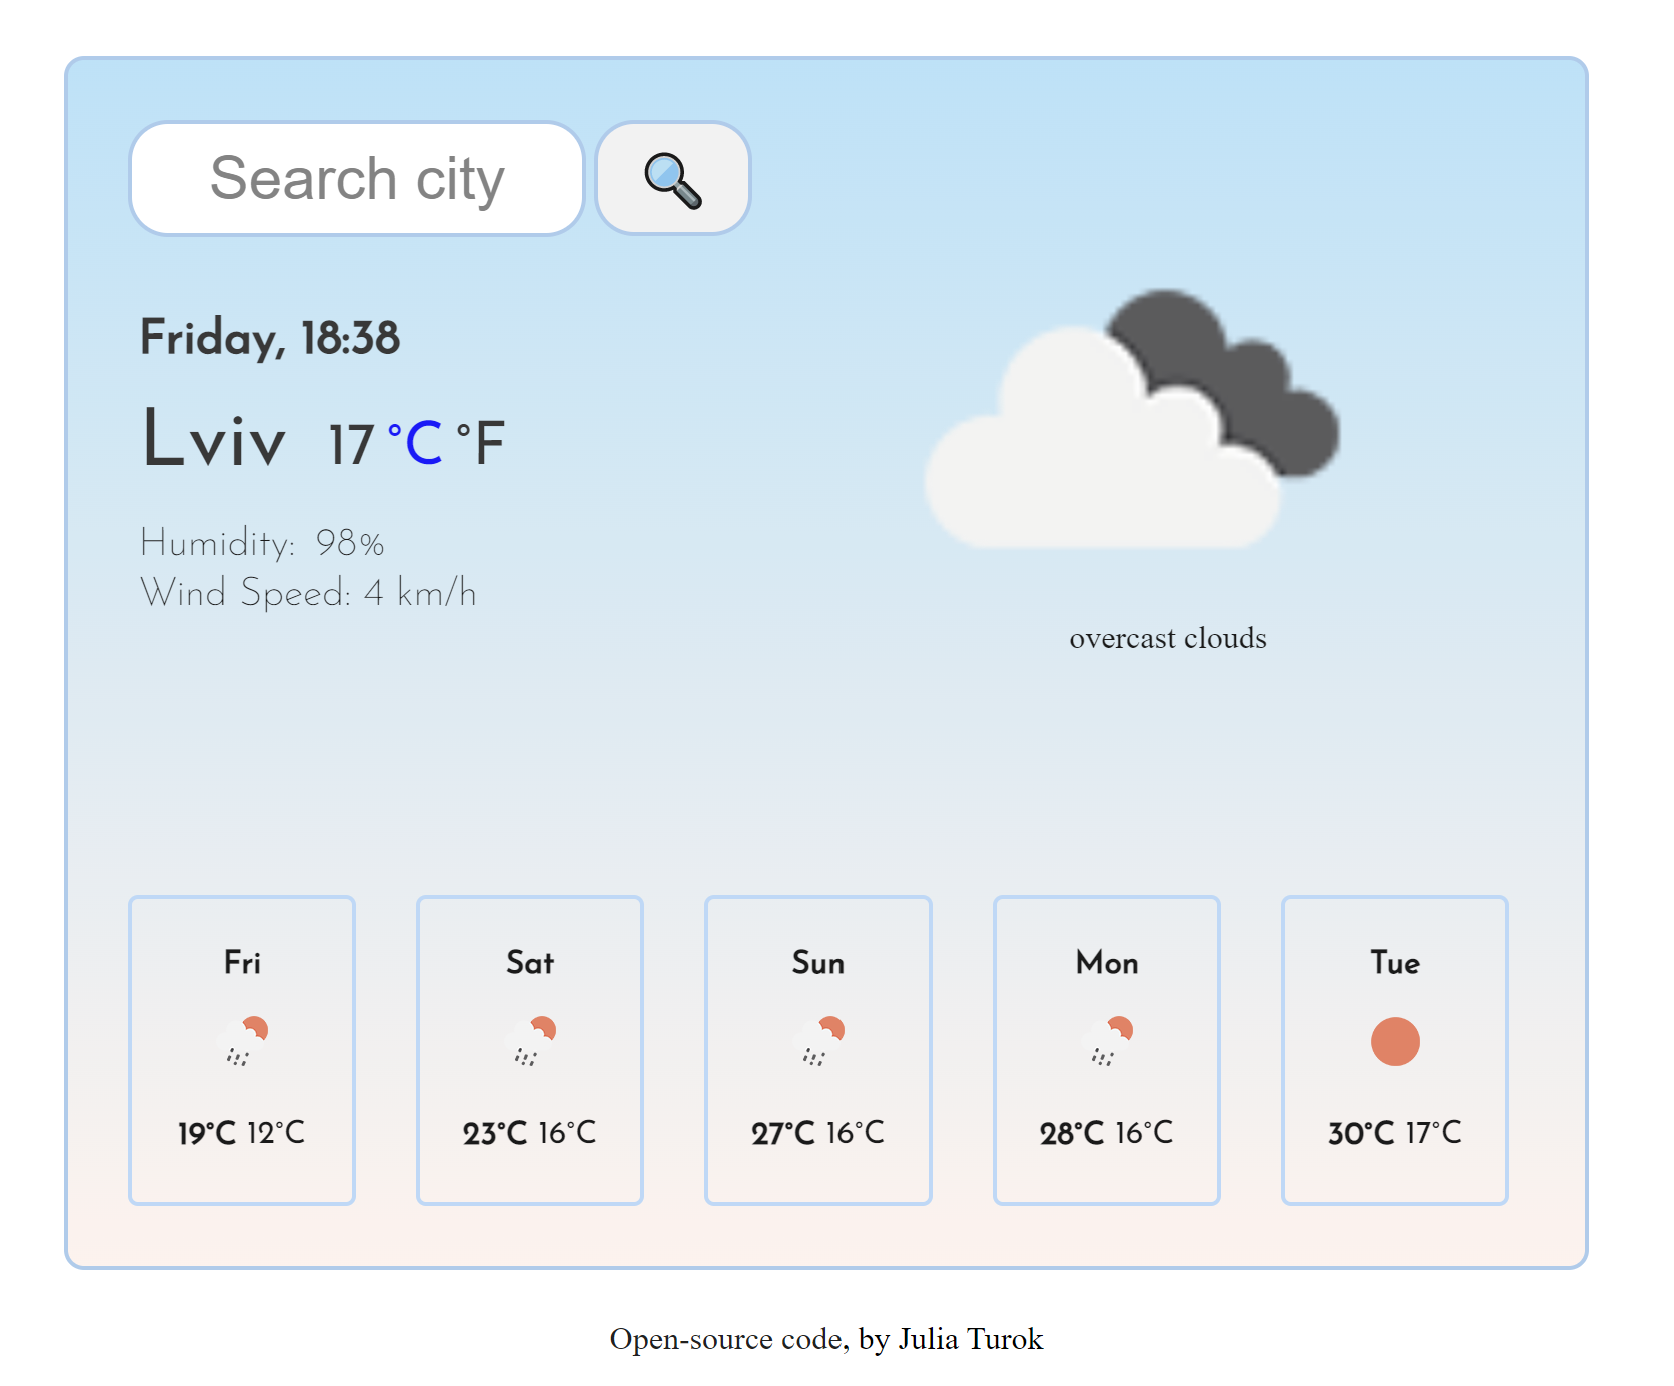 Search city
Friday, 18:38
Lviv 17 °C °F
Humidity: 98%
Wind Speed: 4 km/h
overcast clouds
Fri
19°C 12°C
Sat
23°C 16°C
Sun
27°C 16°C
Mon
28°C 16°C
Tue
30°C 17°C
Open-source code, by Julia Turok